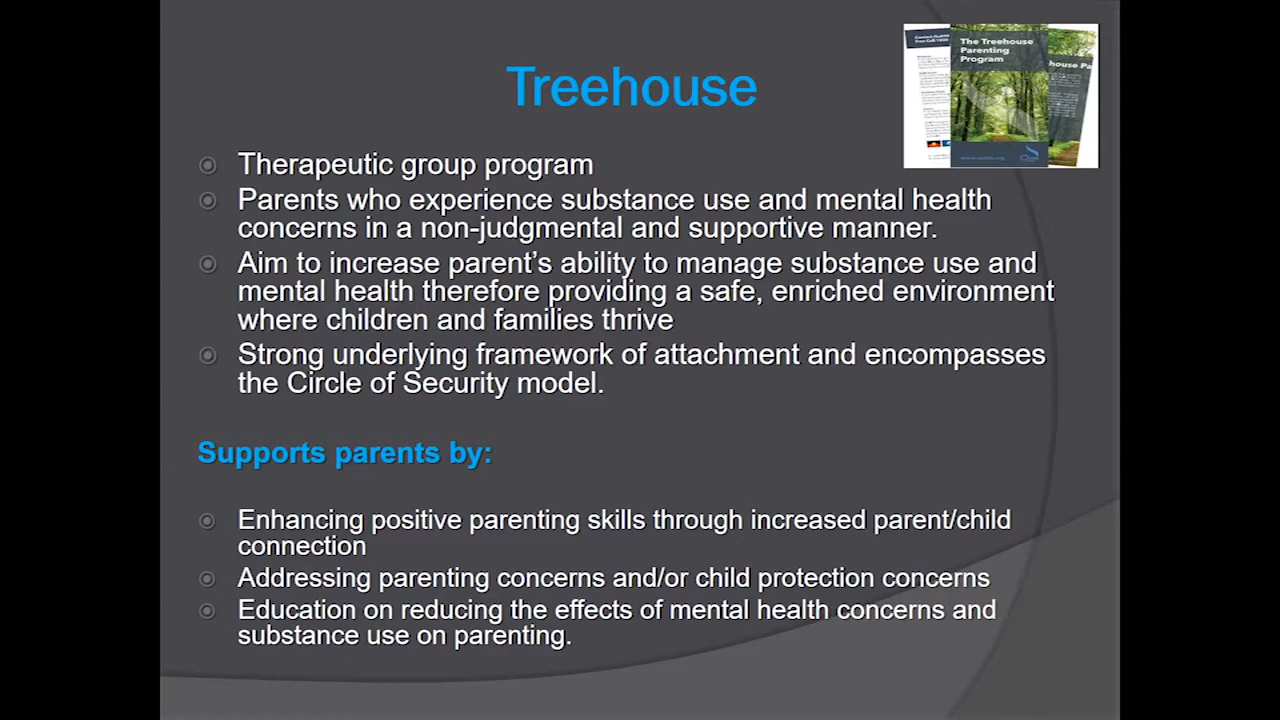 Treehouse
The Treehouse
Parenting
Program
Therapeutic group program
Parents who experience substance use and mental health
concerns in a non-judgmental and supportive manner.
Aim to increase parent’s ability to manage substance use and
mental health therefore providing a safe, enriched environment
where children and families thrive
Strong underlying framework of attachment and encompasses
the Circle of Security model.
Supports parents by:
Enhancing positive parenting skills through increased parent/child
connection
Addressing parenting concerns and/or child protection concerns
Education on reducing the effects of mental health concerns and
substance use on parenting.